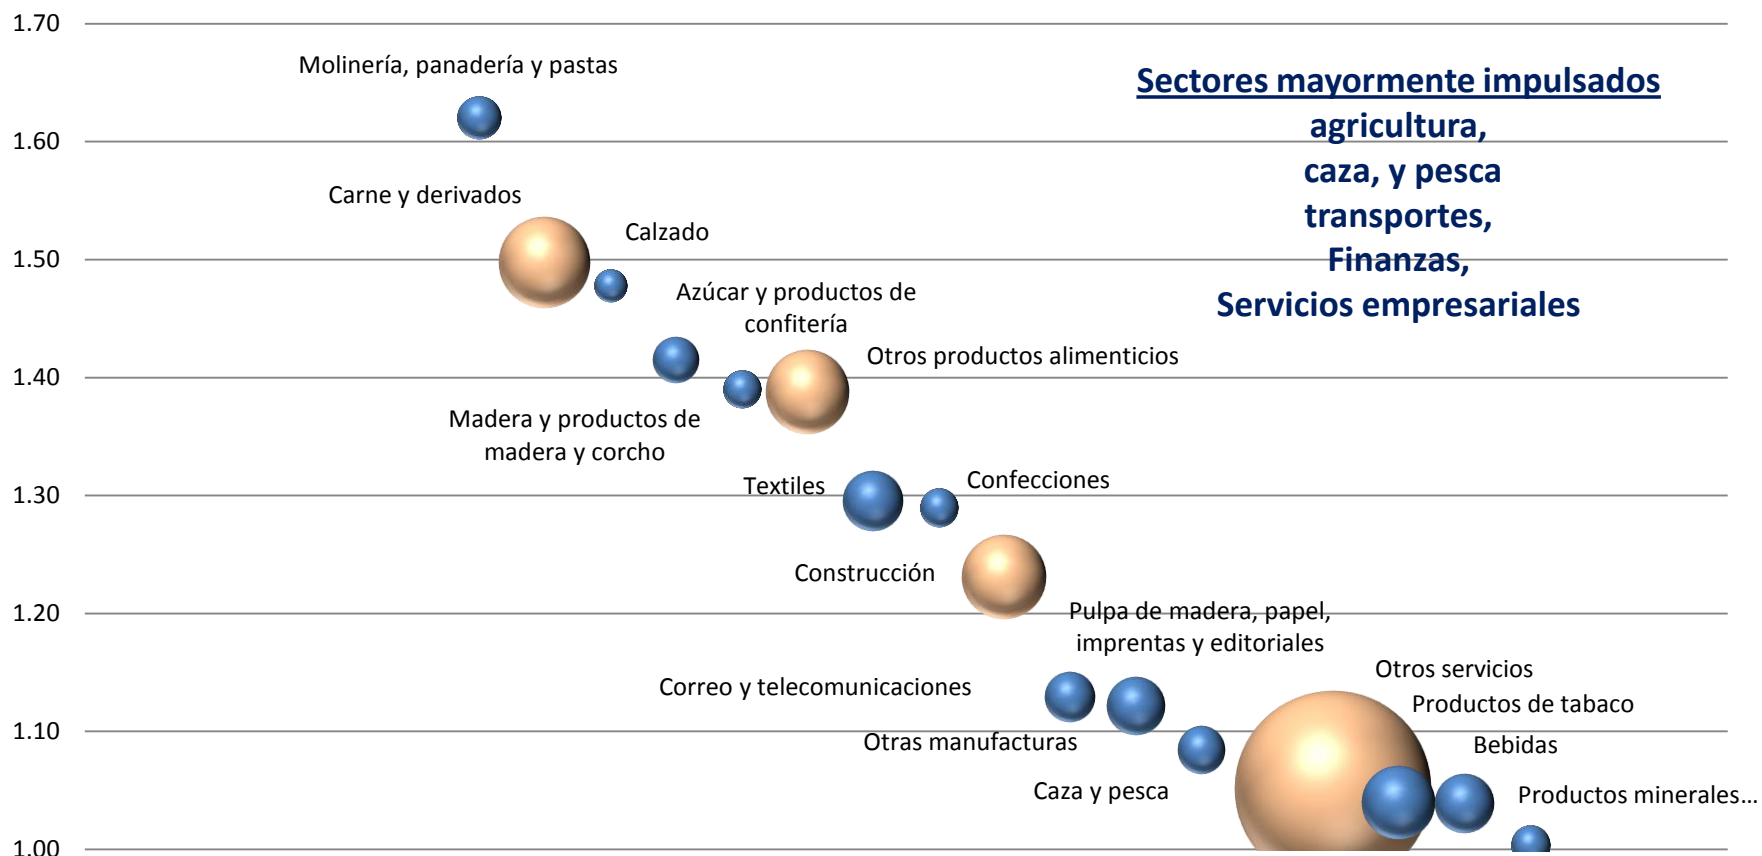 1.70
Molinería, panadería y pastas
Sectores mayormente impulsados
agricultura,
1.60
caza, y pesca
Carne y derivados
transportes,
Calzado
1.50
Finanzas,
Azúcar y productos de
confitería
Servicios empresariales
Otros productos alimenticios
1.40
Madera y productos de
madera y corcho
Textiles
Confecciones
1.30
Construcción
1.20
Pulpa de madera, papel,
imprentas y editoriales
Otros servicios
Correo y telecomunicaciones
Productos de tabaco
1.10
Otras manufacturas
Bebidas
Caza y pesca
Productos minerales...
1.00